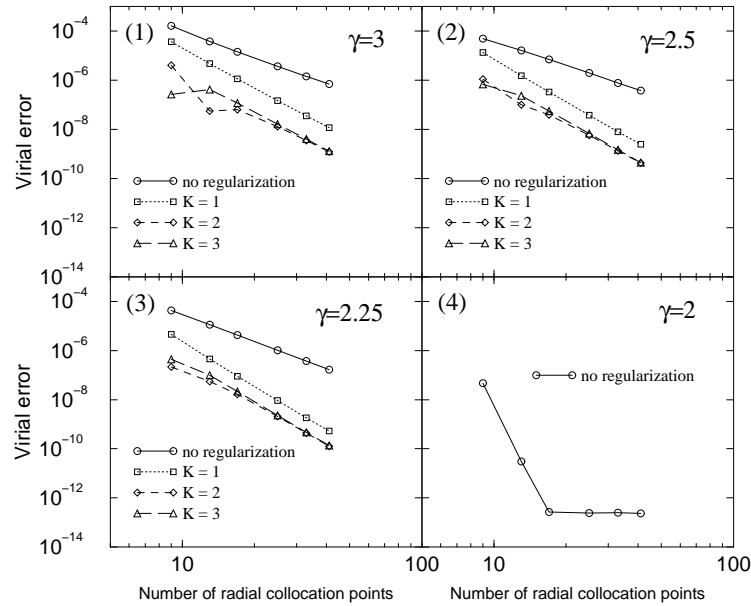 (1)
γ=3
Virial error
10^−4
10^−6
10^−8
10^−10
10^−12
10^−14
no regularization
K = 1
K = 2
K = 3
(2)
γ=2.5
no regularization
K = 1
K = 2
K = 3
(3)
γ=2.25
Virial error
10^−4
10^−6
10^−8
10^−10
10^−12
10^−14
no regularization
K = 1
K = 2
K = 3
10
100
Number of radial collocation points
(4)
γ=2
no regularization
10
100
Number of radial collocation points